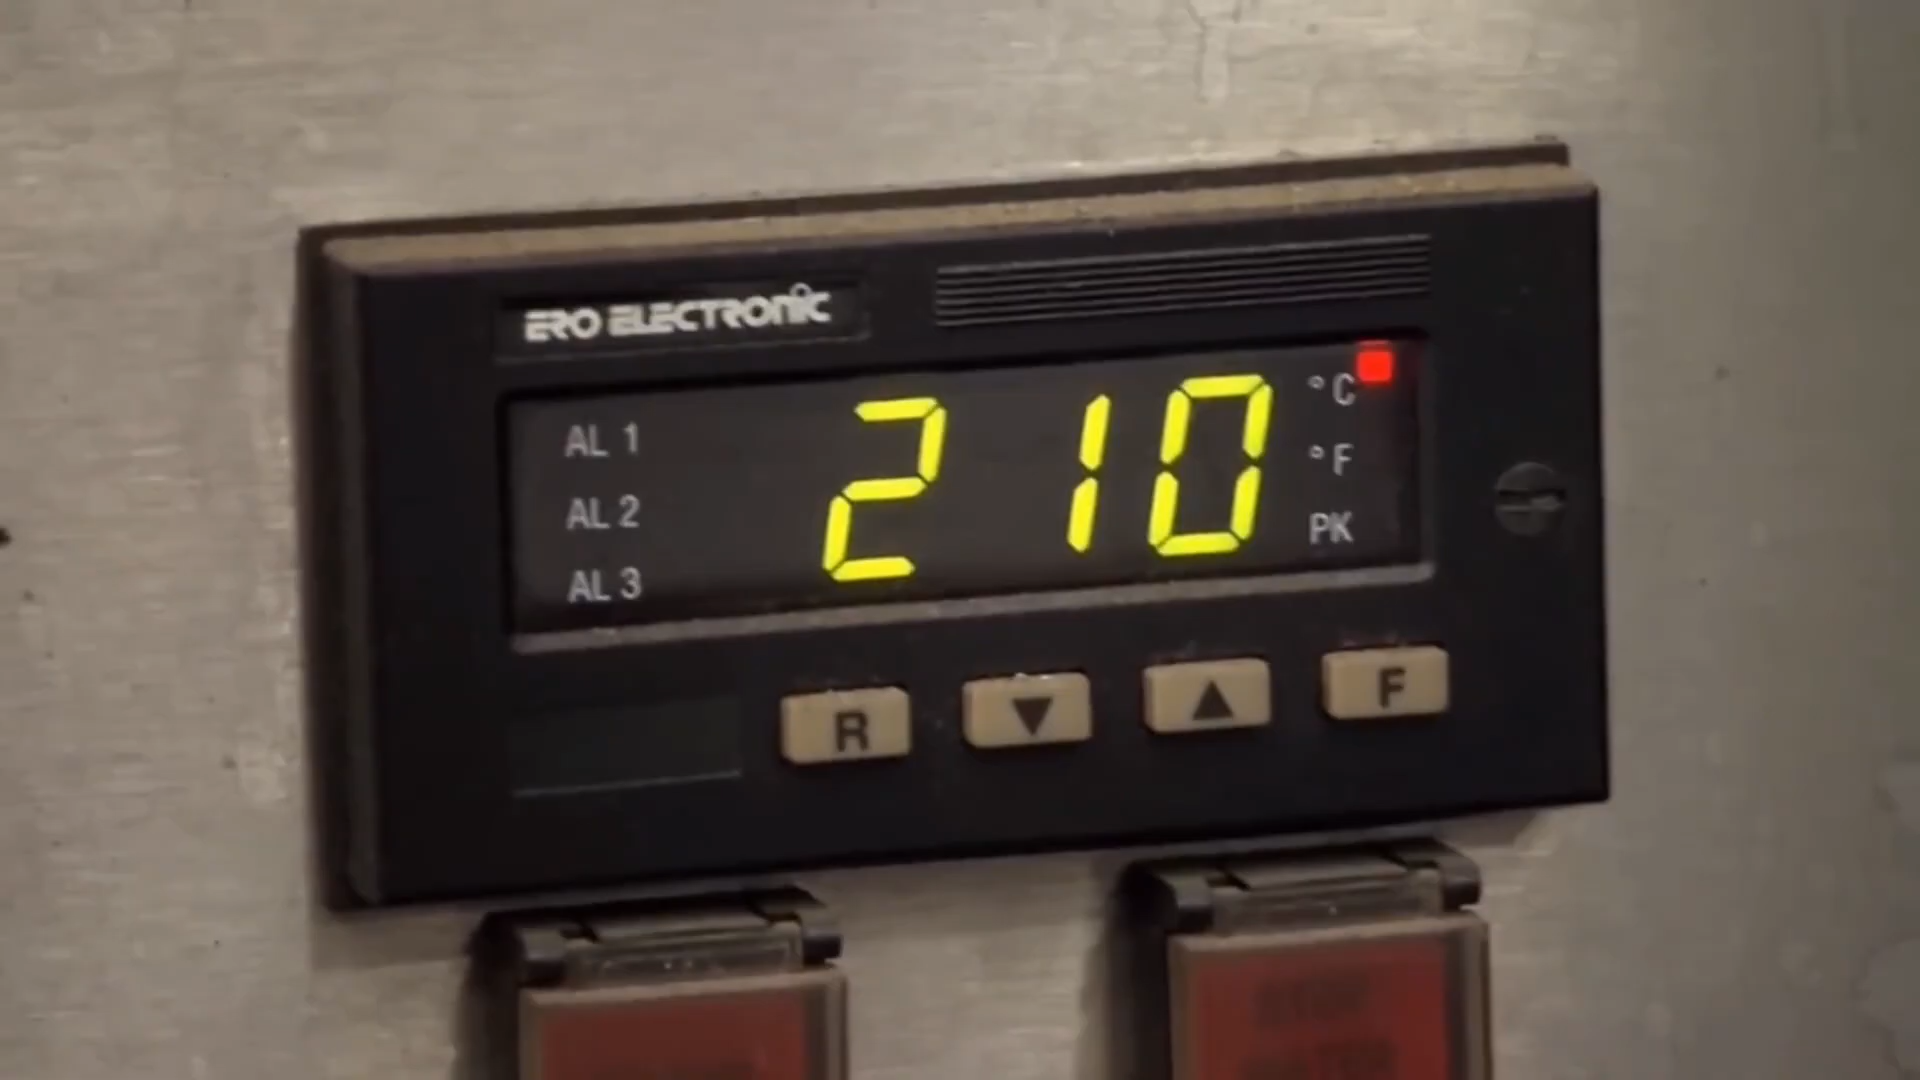 ERO ELECTRONIC
AL 1
AL 2
AL 3
210
°C
°F
PK
R ▼ ▲ F